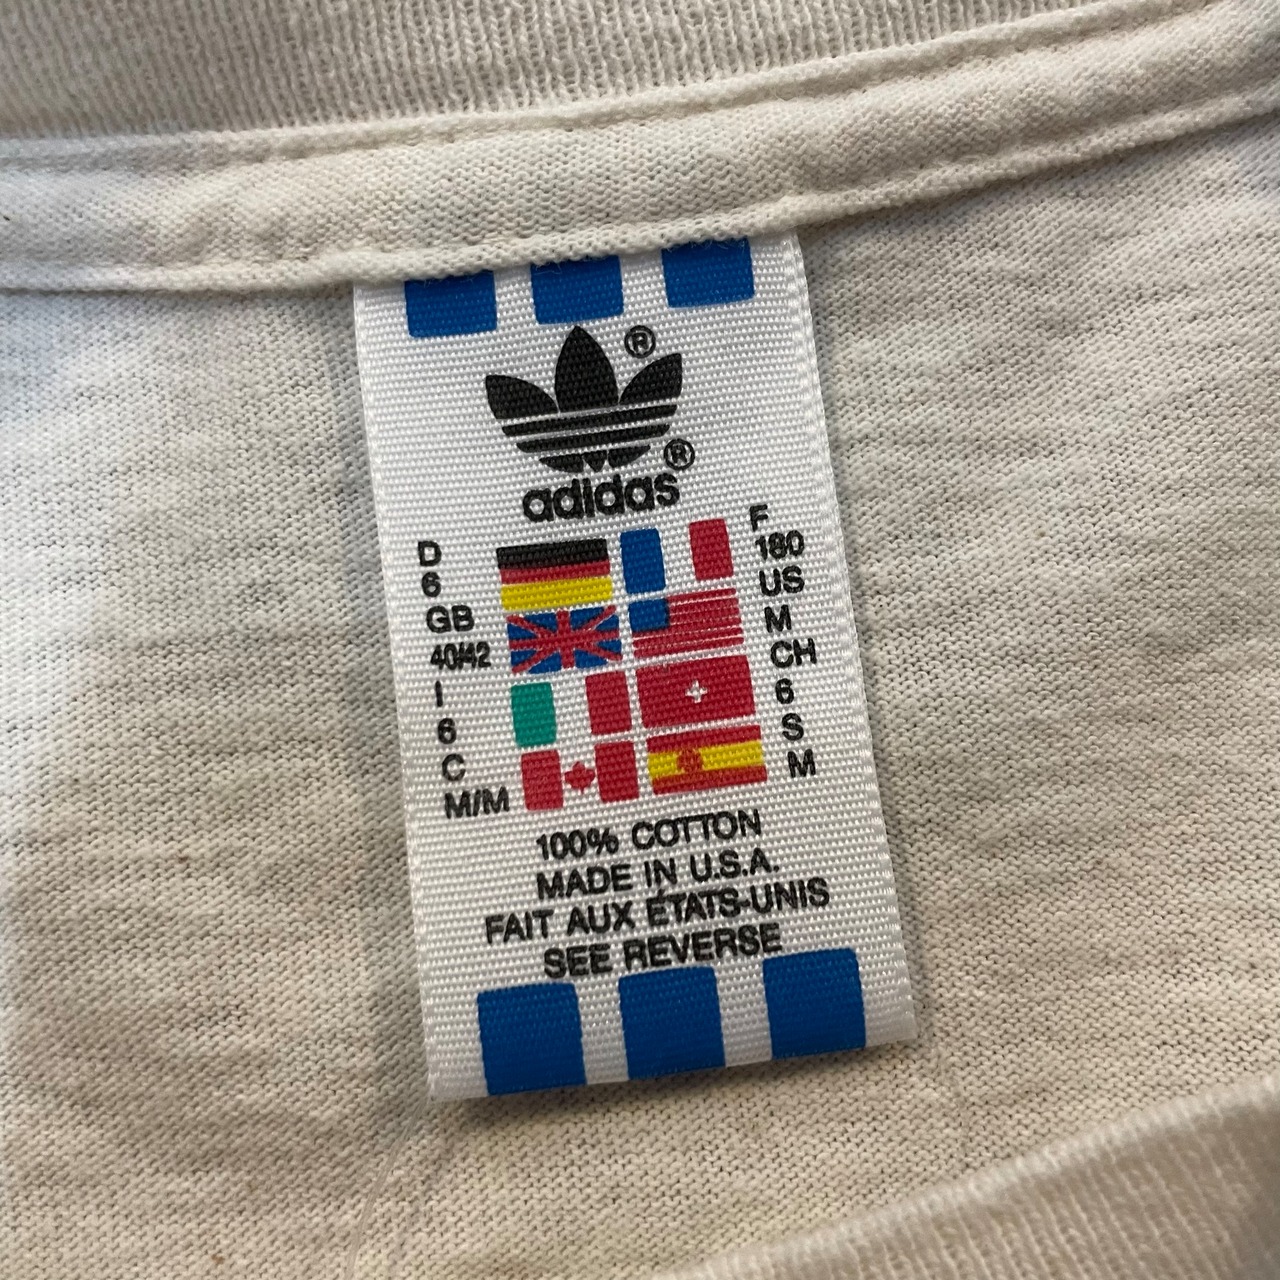 ®
®
adidas
D
6
GB
40/42
I
6
C
M/M
F
180
US
M
CH
6
S
M
100% COTTON
MADE IN U.S.A.
FAIT AUX ÉTATS-UNIS
SEE REVERSE